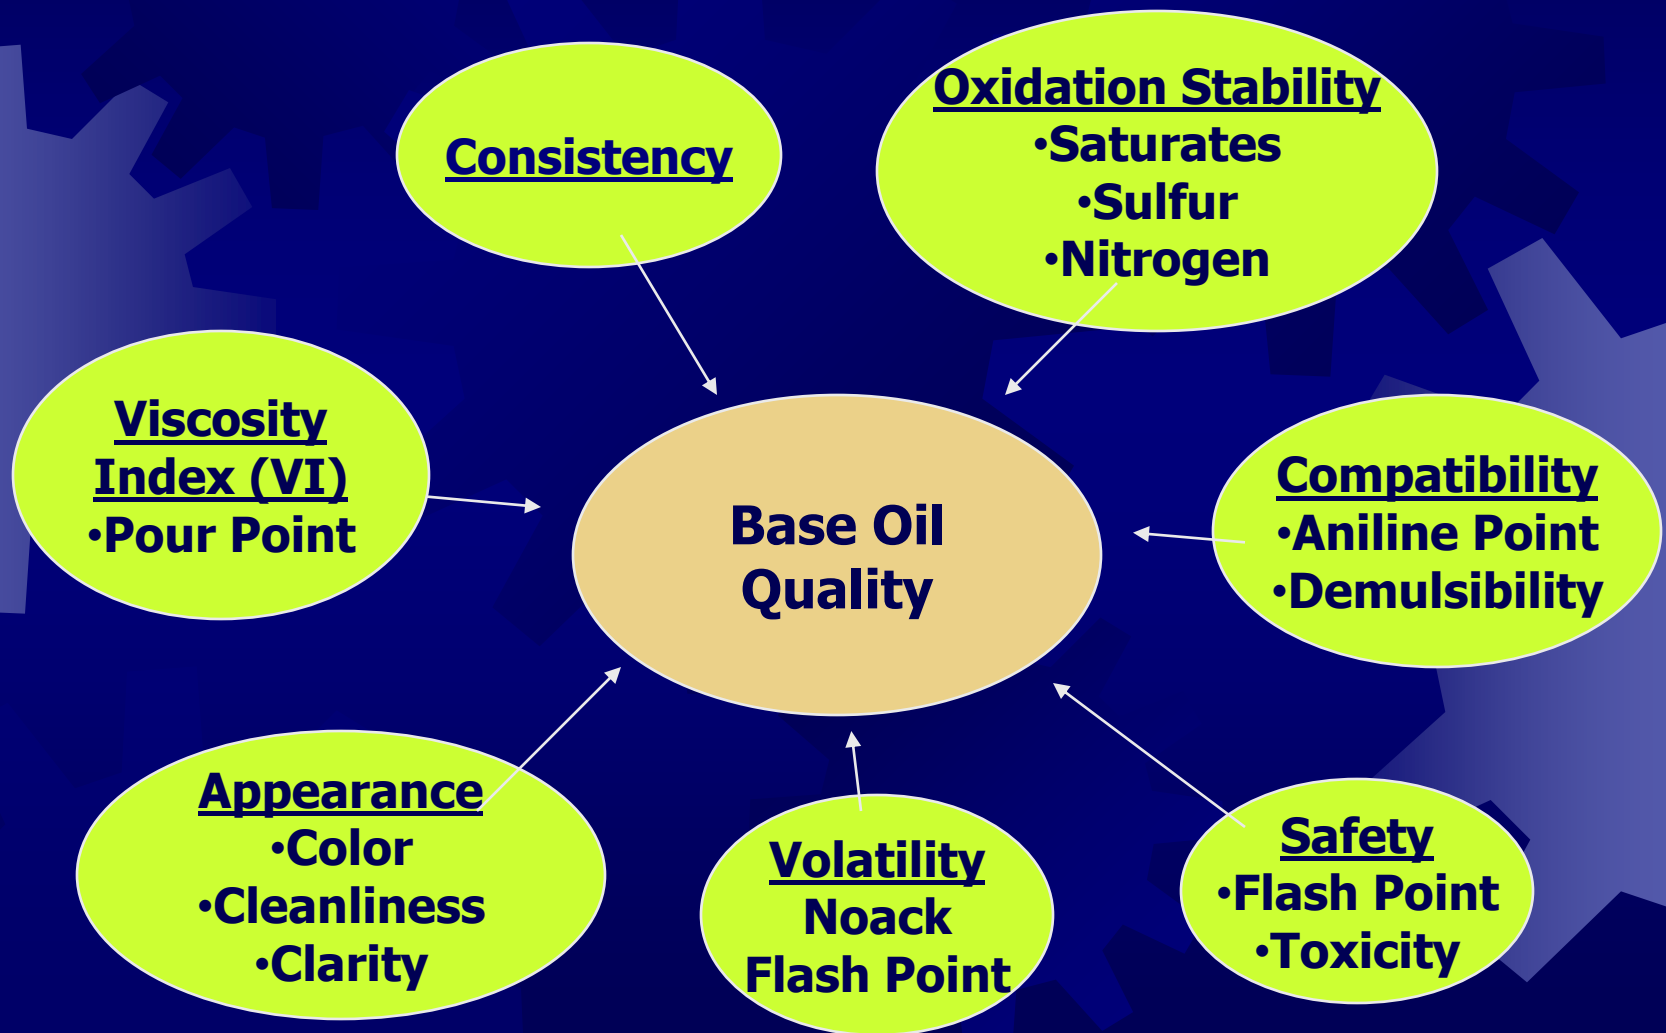 Consistency
Oxidation Stability
•Saturates
•Sulfur
•Nitrogen
Viscosity
Index (VI)
•Pour Point
Base Oil
Quality
Compatibility
•Aniline Point
•Demulsibility
Appearance
•Color
•Cleanliness
•Clarity
Volatility
Noack
Flash Point
Safety
•Flash Point
•Toxicity